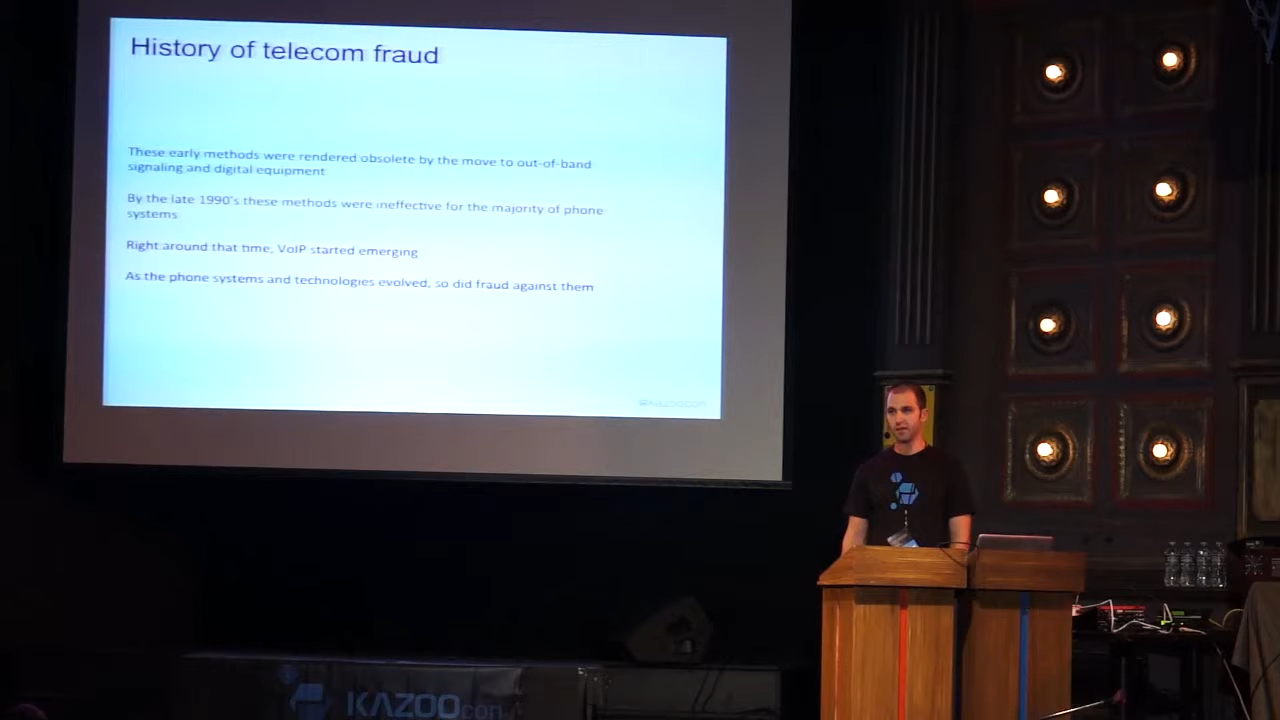 History of telecom fraud
These early methods were rendered obsolete by the move to out-of-band
signaling and digital equipment
By the late 1990's these methods were ineffective for the majority of phone
systems
Right around that time, VoIP started emerging
As the phone systems and technologies evolved, so did fraud against them
KAZOOcon